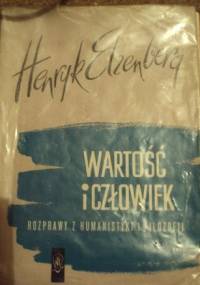 Henryk Elzenberg
WARTOŚĆ
i CZŁOWIEK
ROZPRAWY Z HUMANISTYKI I FILOZOFII